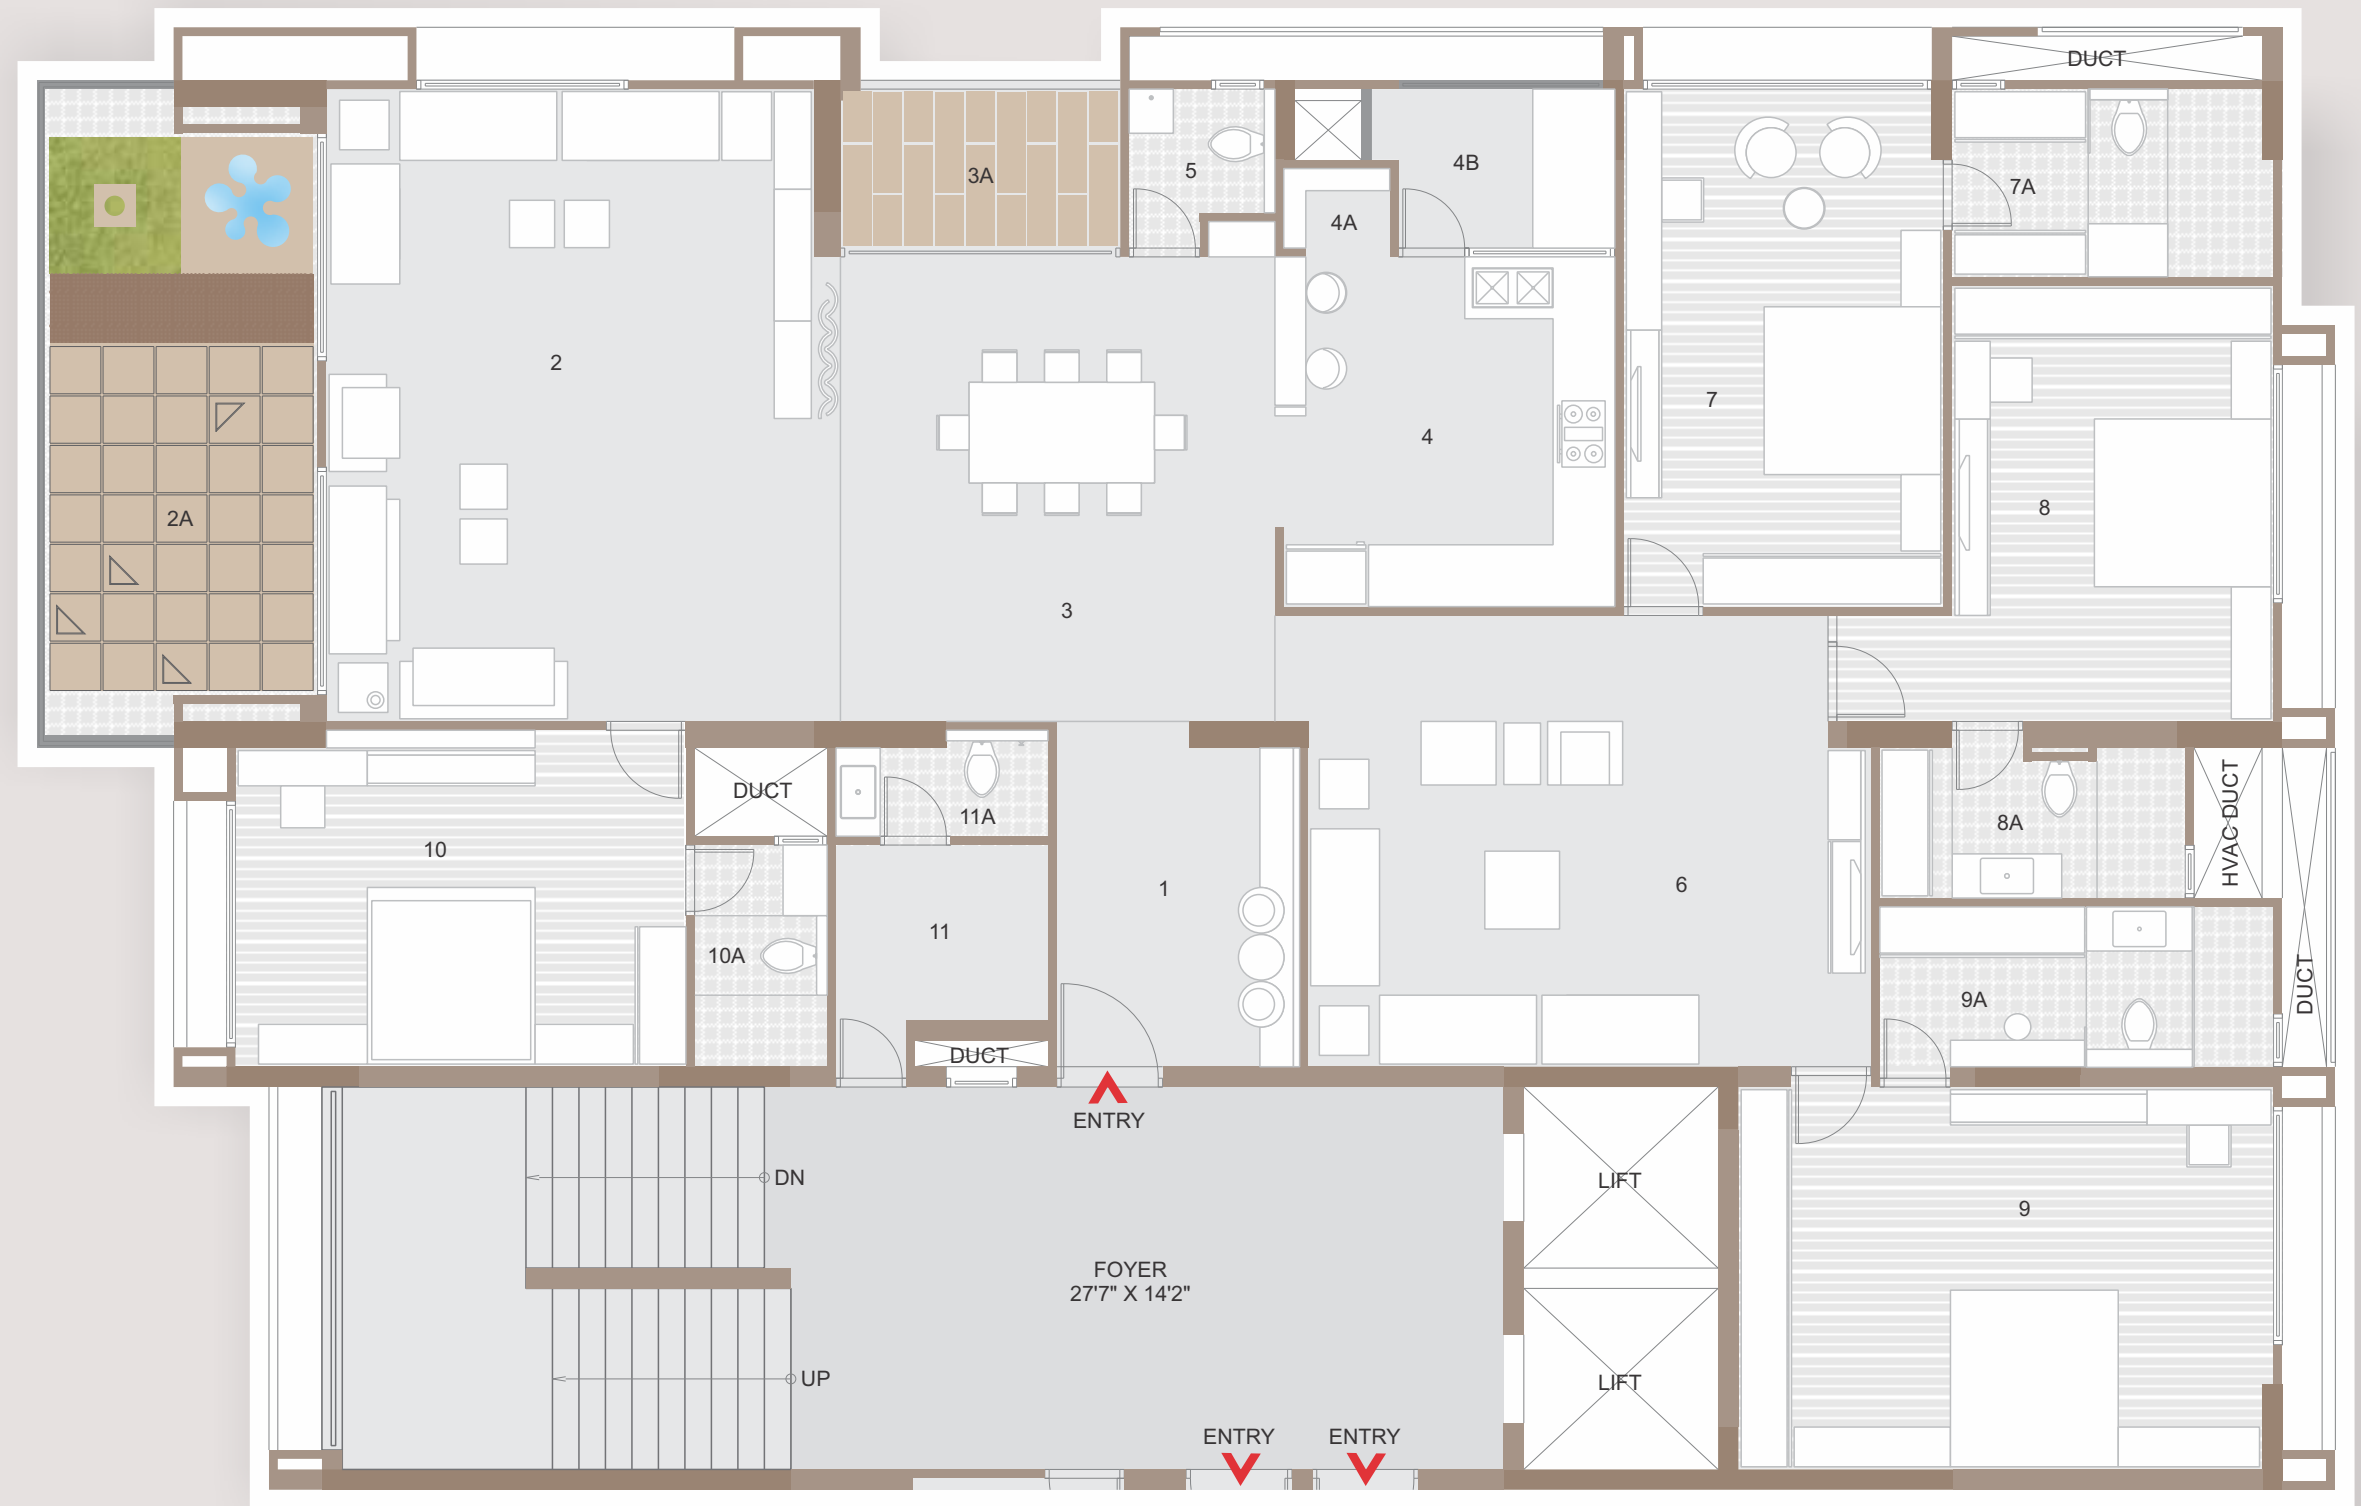 DUCT
3A
5
4B
7A
4A
2
7
4
8
2A
3
DUCT
11A
8A
HVAC DUCT
10
1
6
11
10A
9A
DUCT
DUCT
ENTRY
DN
LIFT
9
FOYER
27'7" X 14'2"
UP
LIFT
ENTRY
ENTRY